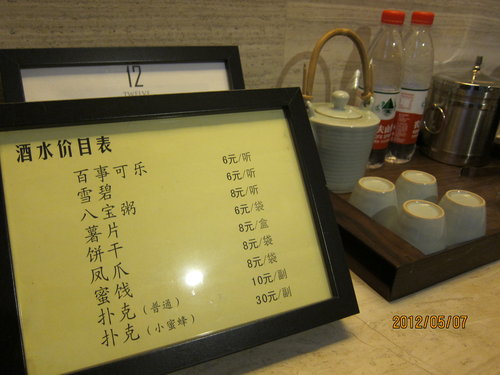 12
TWELVE
酒水价目表
百事可乐 6元/听
雪碧 6元/听
八宝粥 8元/听
薯片 6元/袋
饼干 8元/盒
凤爪 8元/袋
蜜饯 8元/袋
扑克（普通） 10元/副
扑克（小蜜蜂） 30元/副
2012/05/07